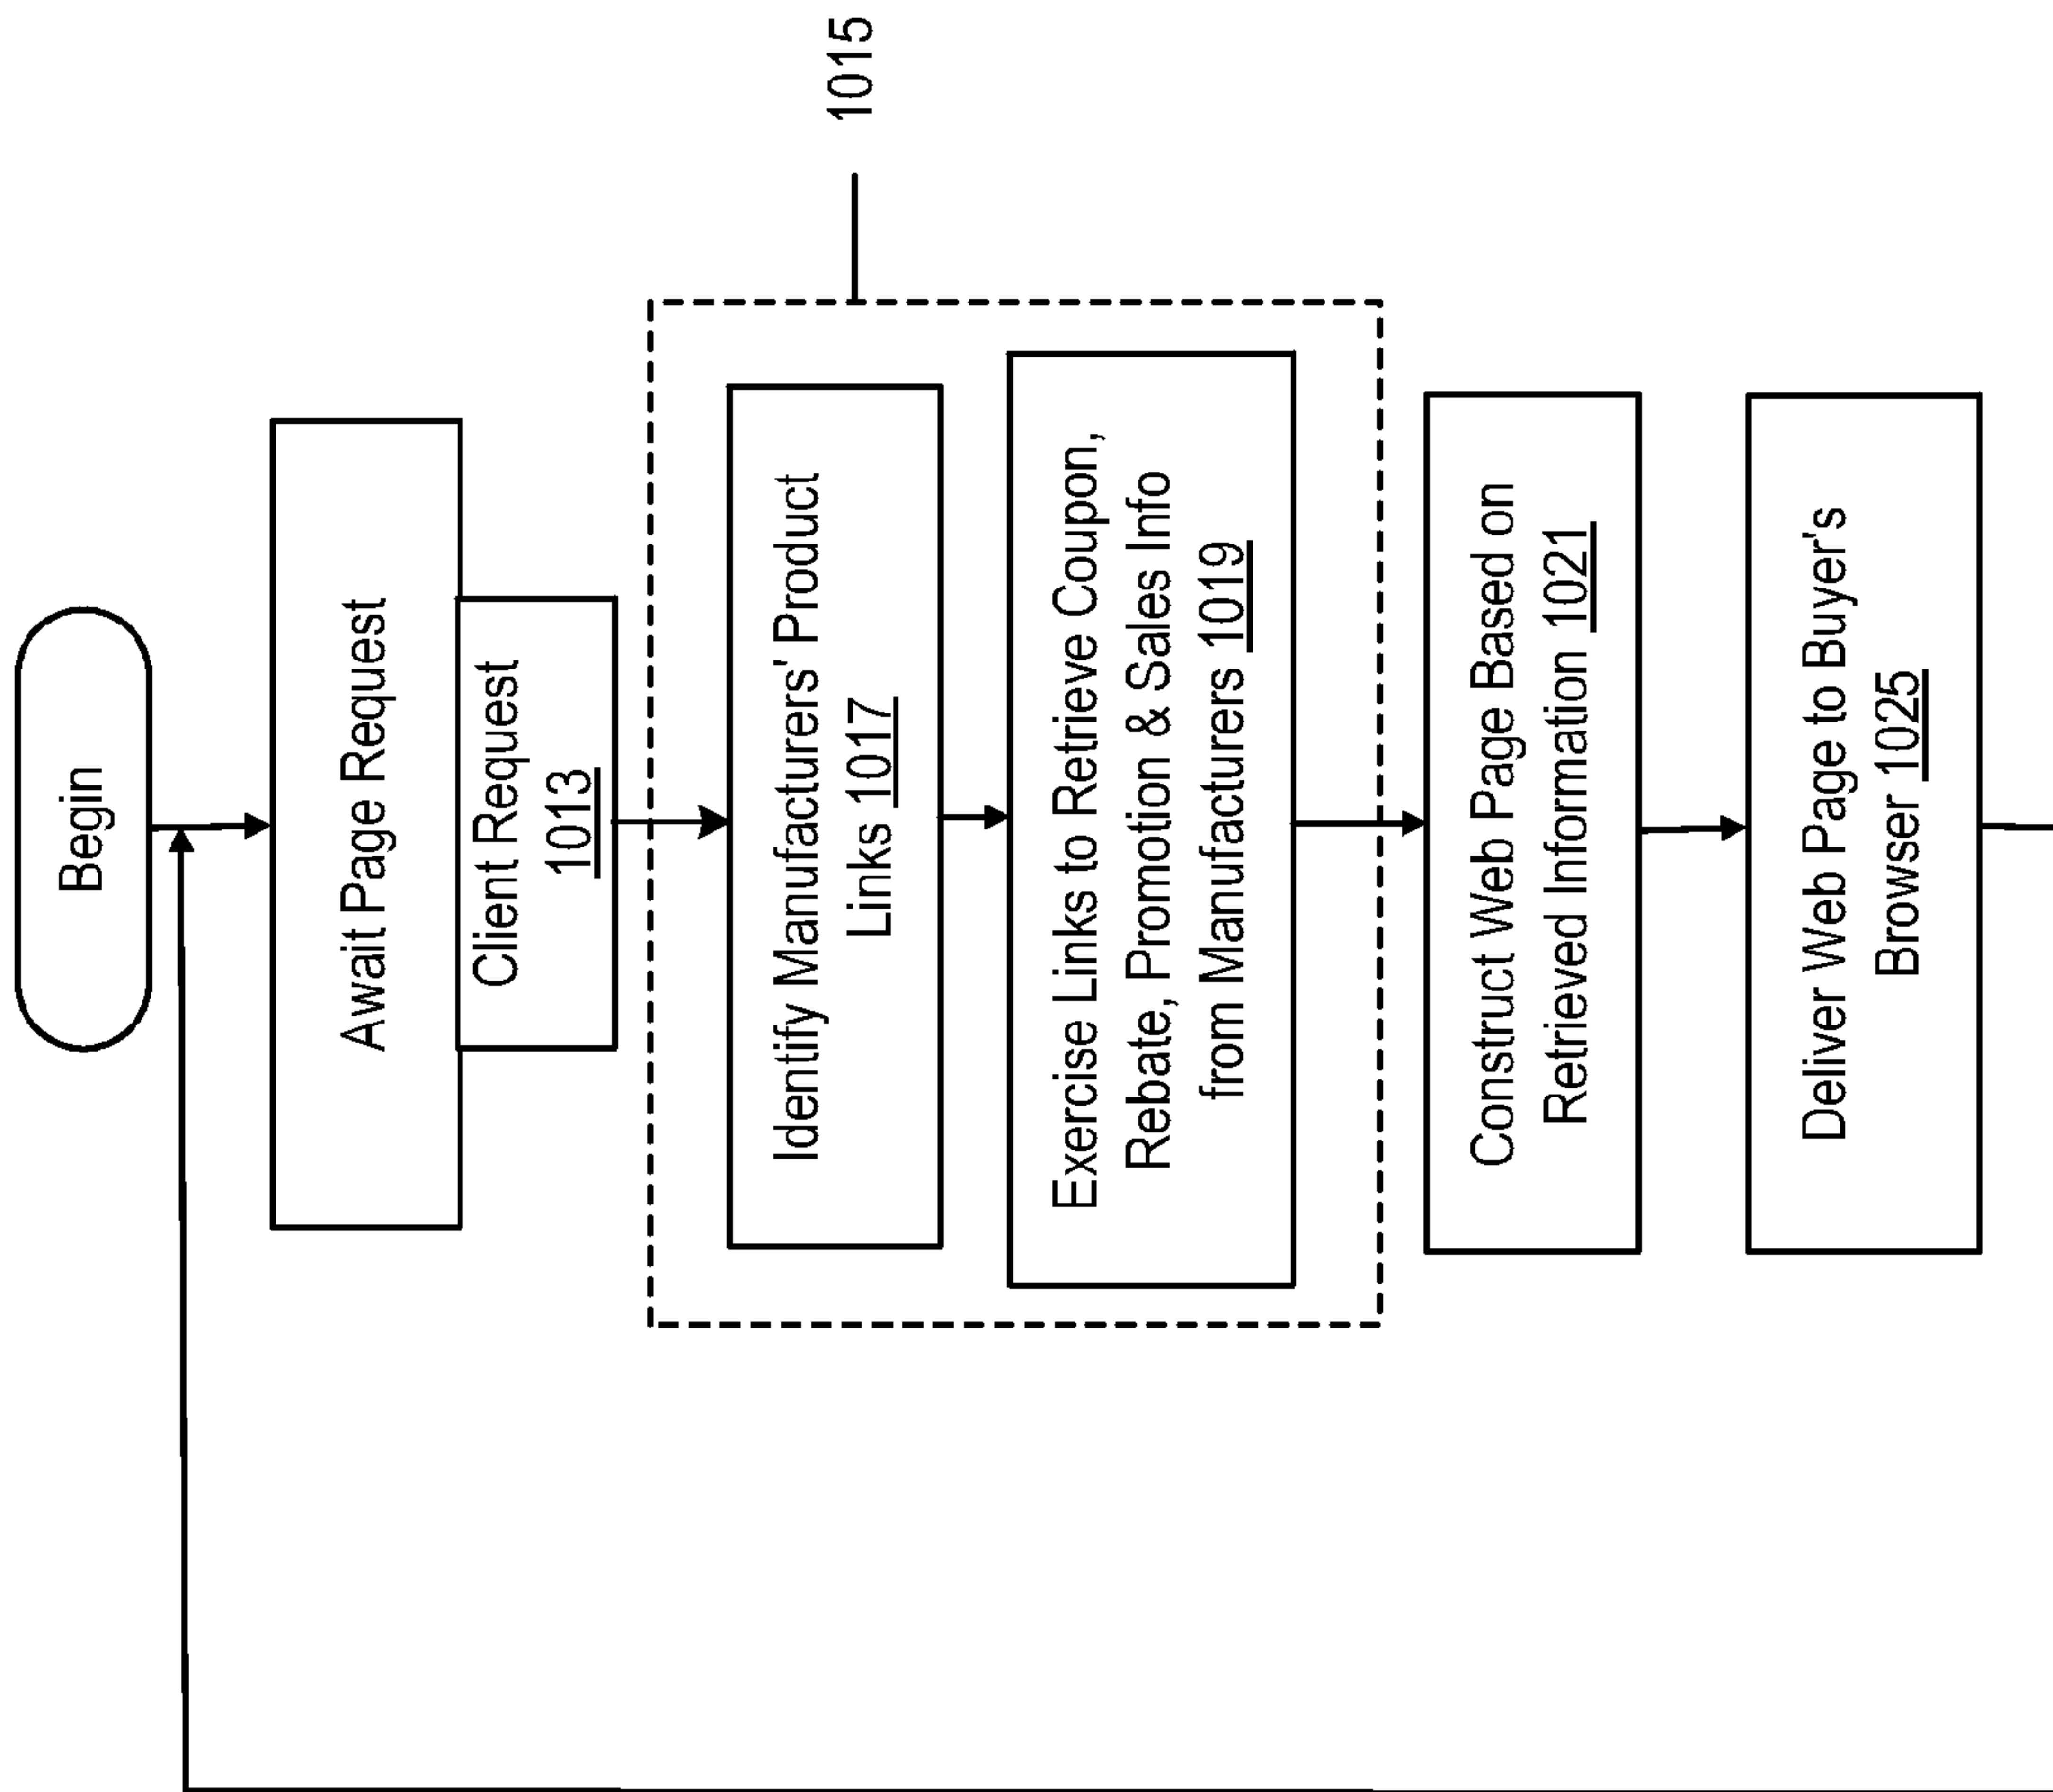 Begin
Await Page Request
Client Request
1013
1015
Identify Manufacturers' Product
Links 1017
Exercise Links to Retrieve Coupon,
Rebate, Promotion & Sales Info
from Manufacturers 1019
Construct Web Page Based on
Retrieved Information 1021
Deliver Web Page to Buyer's
Browser 1025